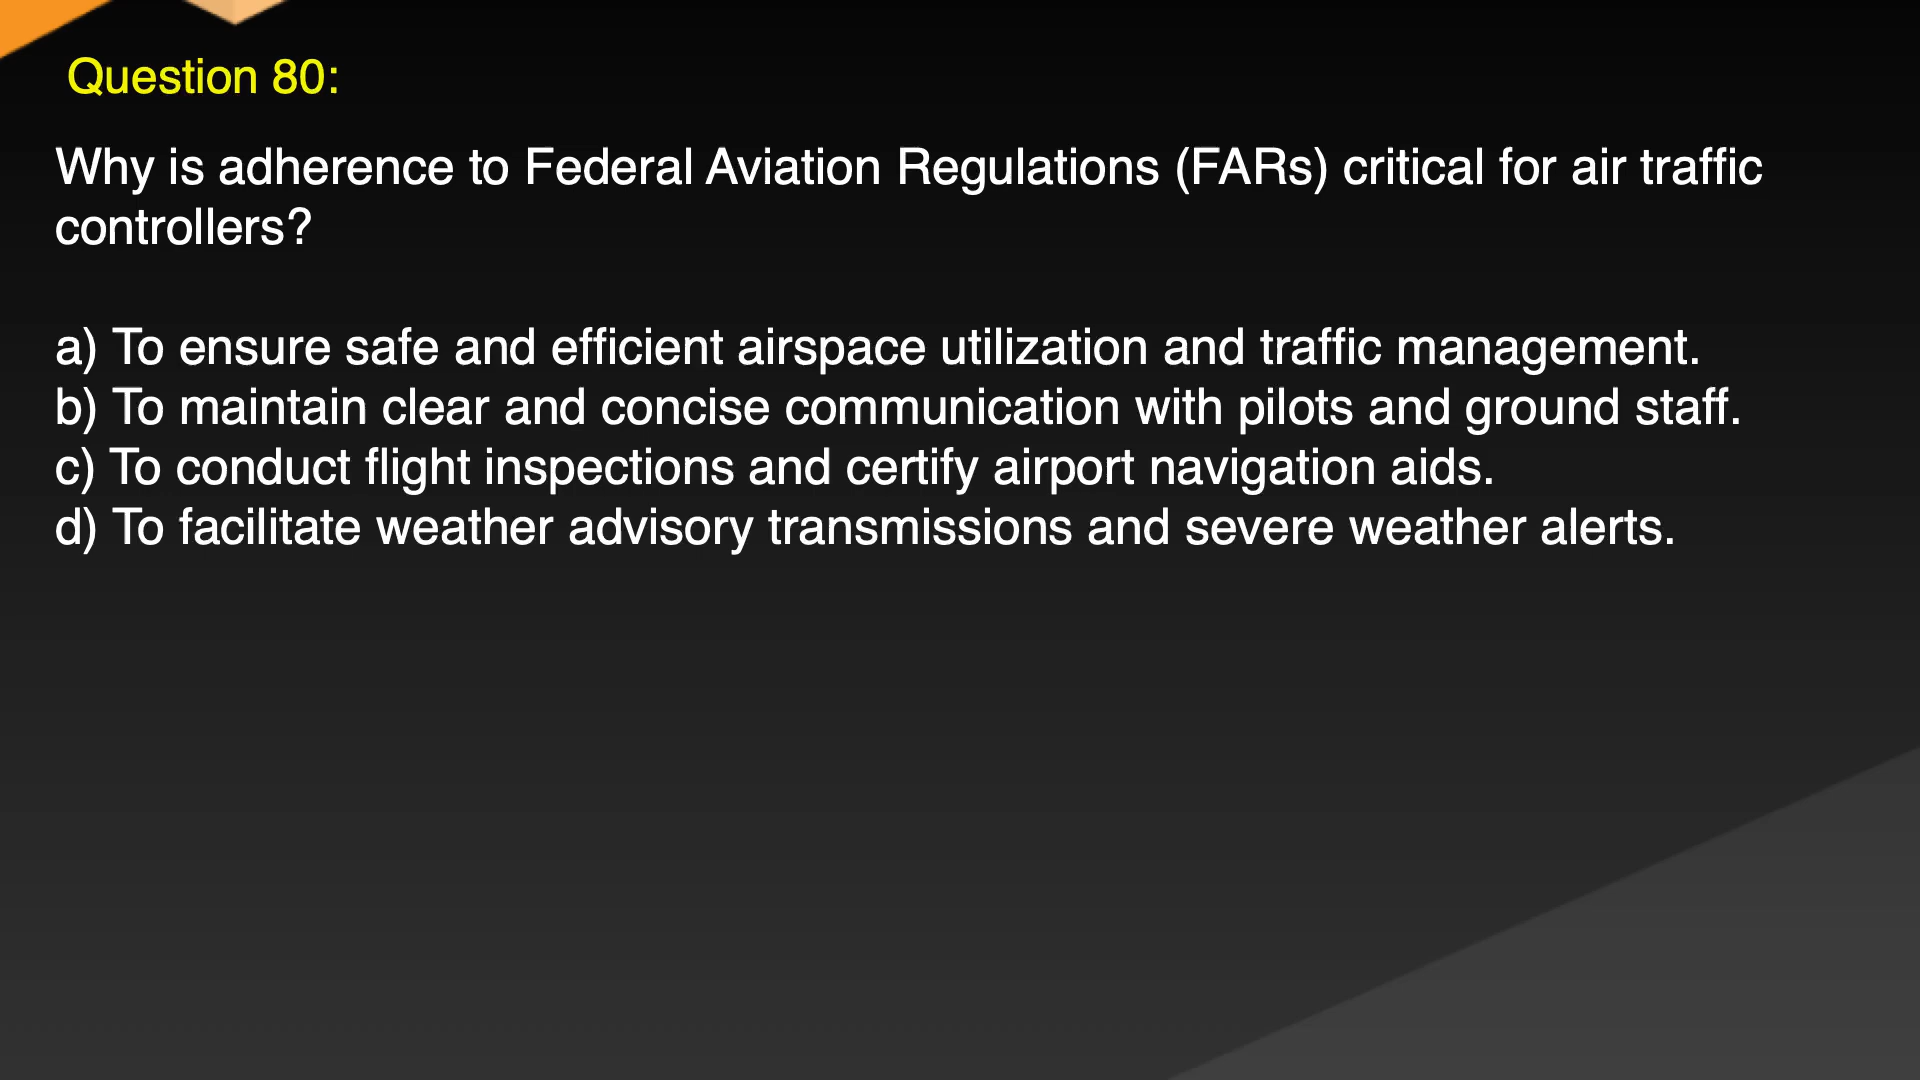 Question 80:
Why is adherence to Federal Aviation Regulations (FARs) critical for air traffic
controllers?
a) To ensure safe and efficient airspace utilization and traffic management.
b) To maintain clear and concise communication with pilots and ground staff.
c) To conduct flight inspections and certify airport navigation aids.
d) To facilitate weather advisory transmissions and severe weather alerts.